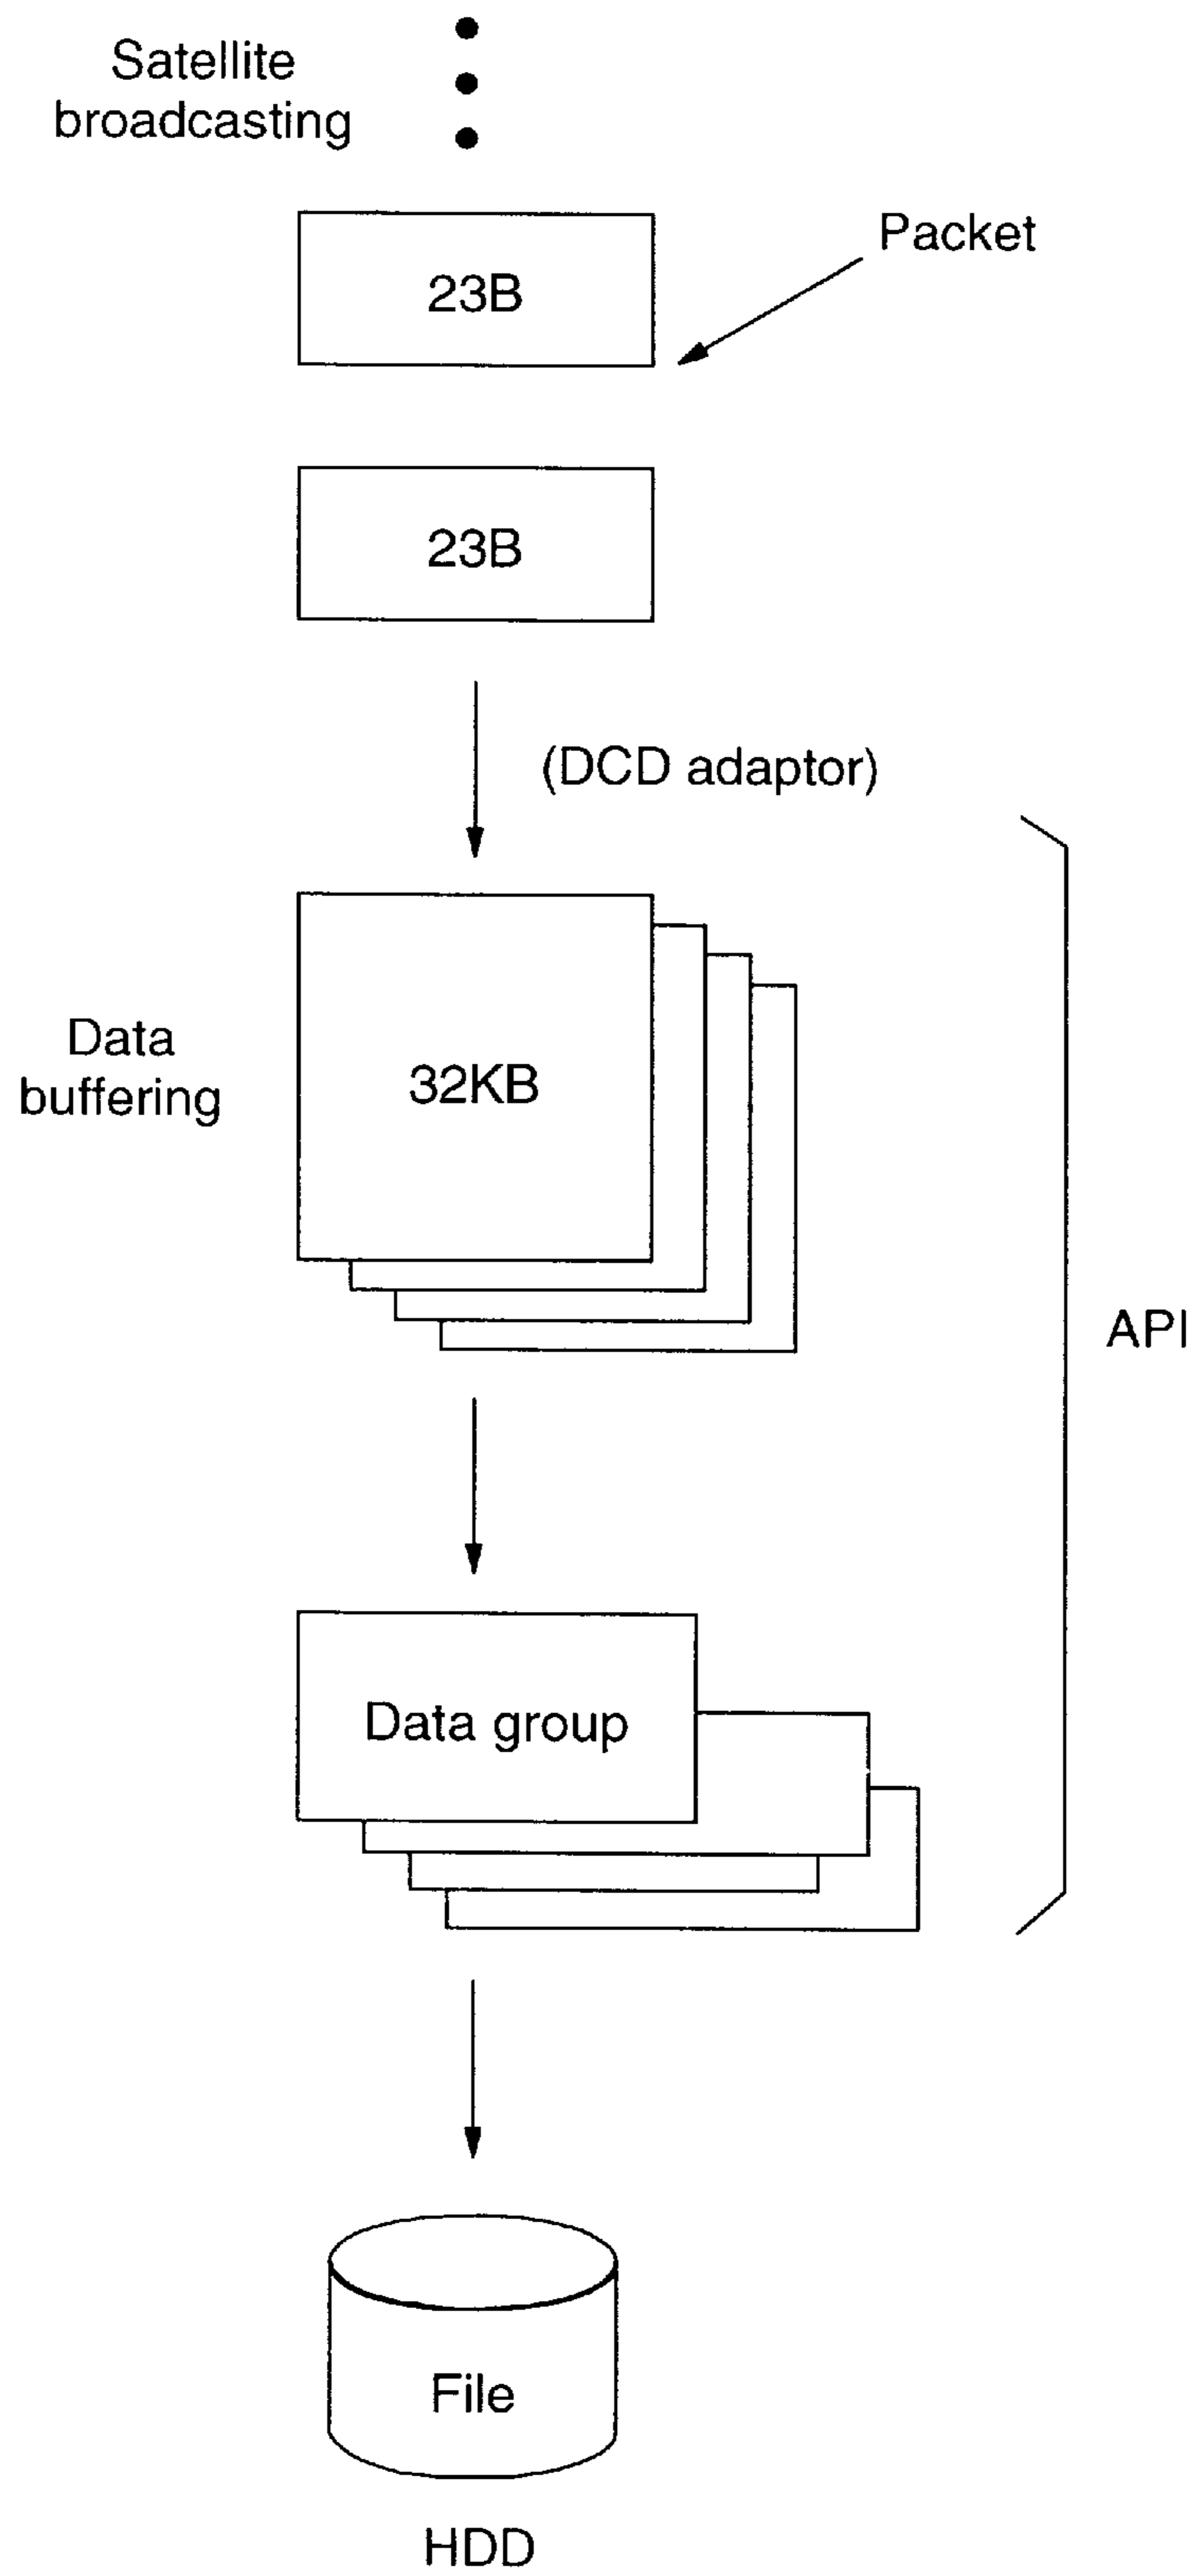 Satellite
broadcasting
Packet
23B
23B
(DCD adaptor)
Data
buffering
32KB
API
Data group
File
HDD